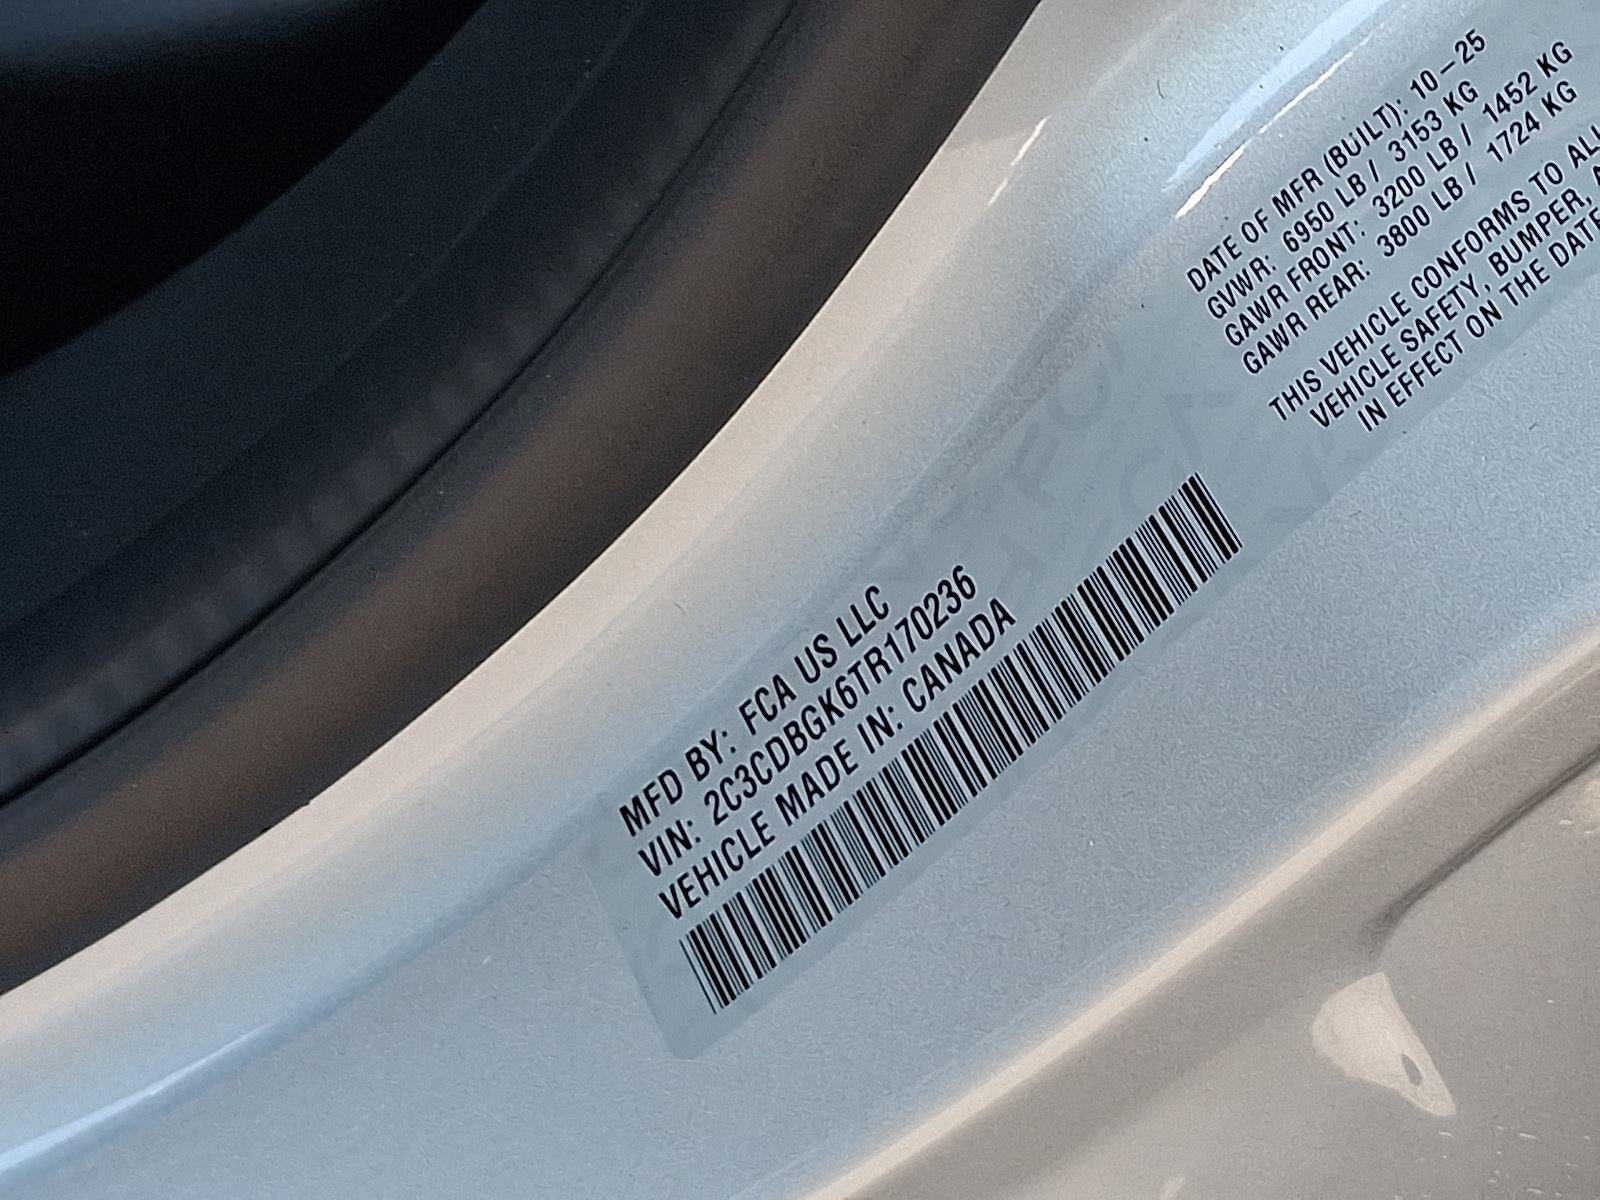 MFD BY: FCA US LLC
VIN: 2C3CDBGK6TR170236
VEHICLE MADE IN: CANADA
DATE OF MFR (BUILT): 10-25
GVWR: 6950 LB / 3153 KG
GAWR FRONT: 3200 LB / 1452 KG
GAWR REAR: 3800 LB / 1724 KG
THIS VEHICLE CONFORMS TO ALL
VEHICLE SAFETY, BUMPER,
IN EFFECT ON THE DATE